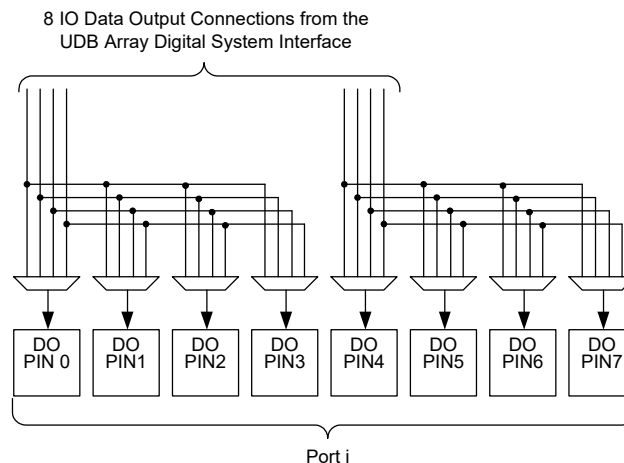 8 IO Data Output Connections from the
UDB Array Digital System Interface
DO
PIN 0
DO
PIN1
DO
PIN2
DO
PIN3
DO
PIN4
DO
PIN5
DO
PIN6
DO
PIN7
Port i